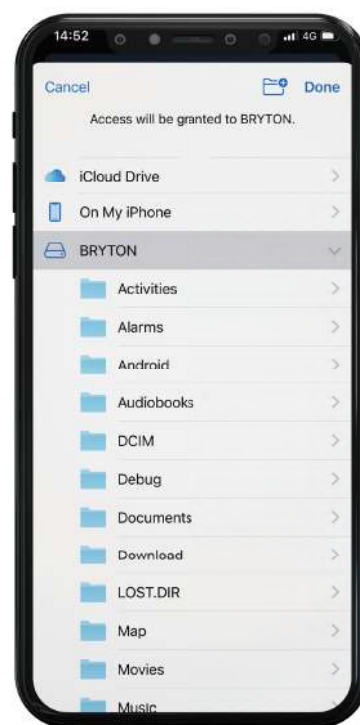 14:52 4G
Cancel Done
Access will be granted to BRYTON.
iCloud Drive
On My iPhone
BRYTON
Activities
Alarms
Android
Audiobooks
DCIM
Debug
Documents
Download
LOST.DIR
Map
Movies
Music